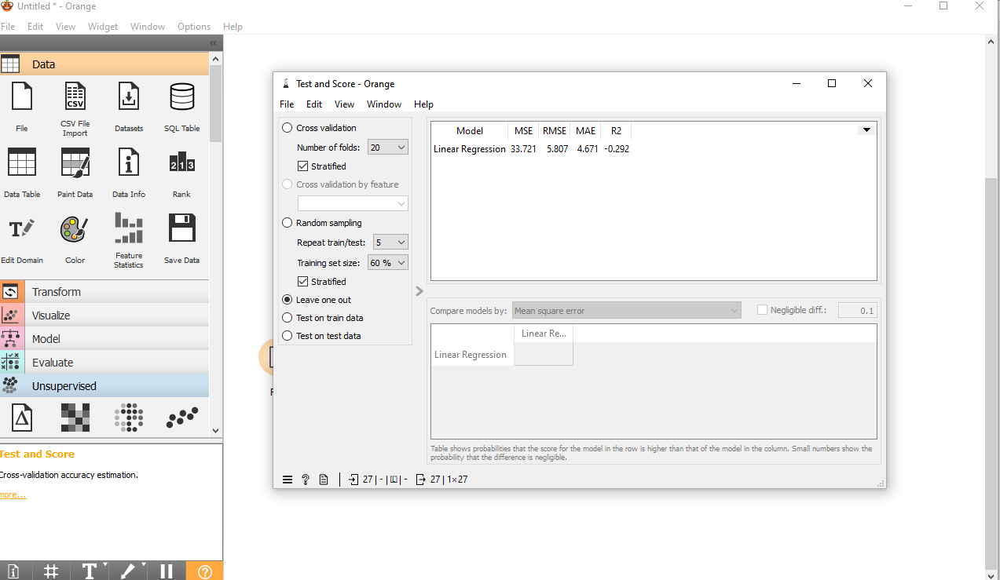 Untitled * - Orange
File Edit View Widget Window Options Help
Data
File
CSV File Import
Datasets
SQL Table
Data Table
Paint Data
Data Info
Rank
Edit Domain
Color
Feature Statistics
Save Data
Transform
Visualize
Model
Evaluate
Unsupervised
Test and Score
Cross-validation accuracy estimation.
more...
Test and Score - Orange
File Edit View Window Help
Cross validation
Number of folds: 20
Stratified
Cross validation by feature
Random sampling
Repeat train/test: 5
Training set size: 60 %
Stratified
Leave one out
Test on train data
Test on test data
Model MSE RMSE MAE R2
Linear Regression 33.721 5.807 4.671 -0.292
Compare models by: Mean square error Negligible diff.: 0.1
Linear Re...
Linear Regression
Table shows probabilities that the score for the model in the row is higher than that of the model in the column. Small numbers show the
probability that the difference is negligible.
27 | - | | - 27 | 1×27